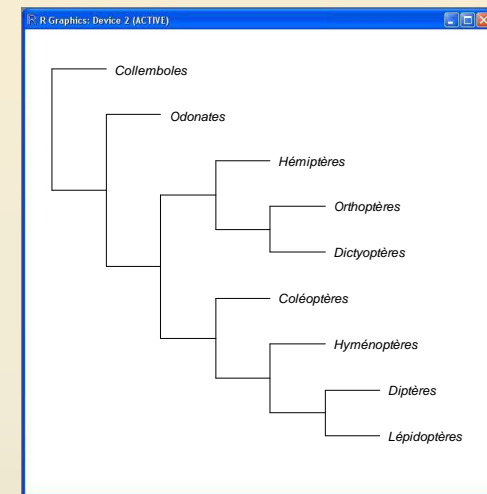 R Graphics: Device 2 (ACTIVE)
Collemboles
Odonates
Hémiptères
Orthoptères
Dictyoptères
Coléoptères
Hyménoptères
Diptères
Lépidoptères